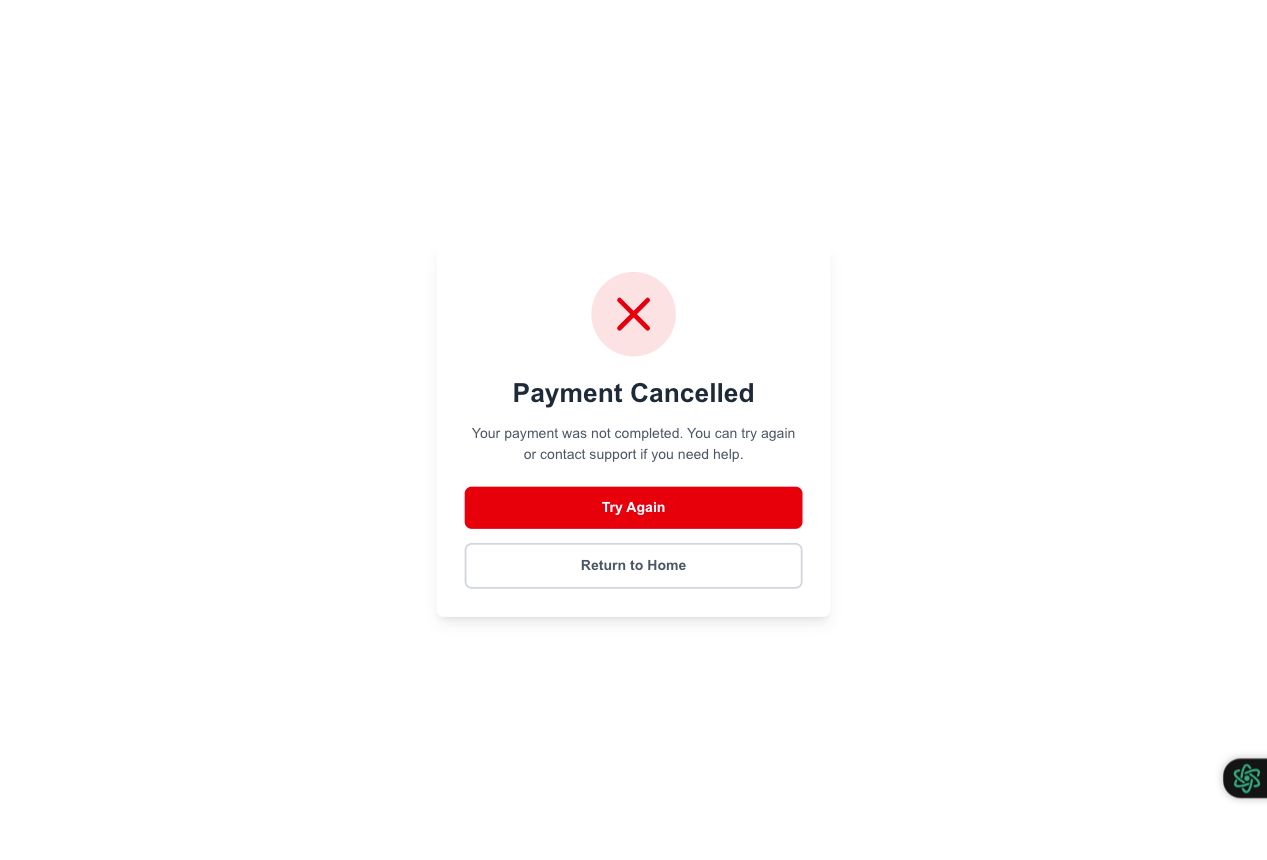 Payment Cancelled
Your payment was not completed. You can try again
or contact support if you need help.
Try Again
Return to Home